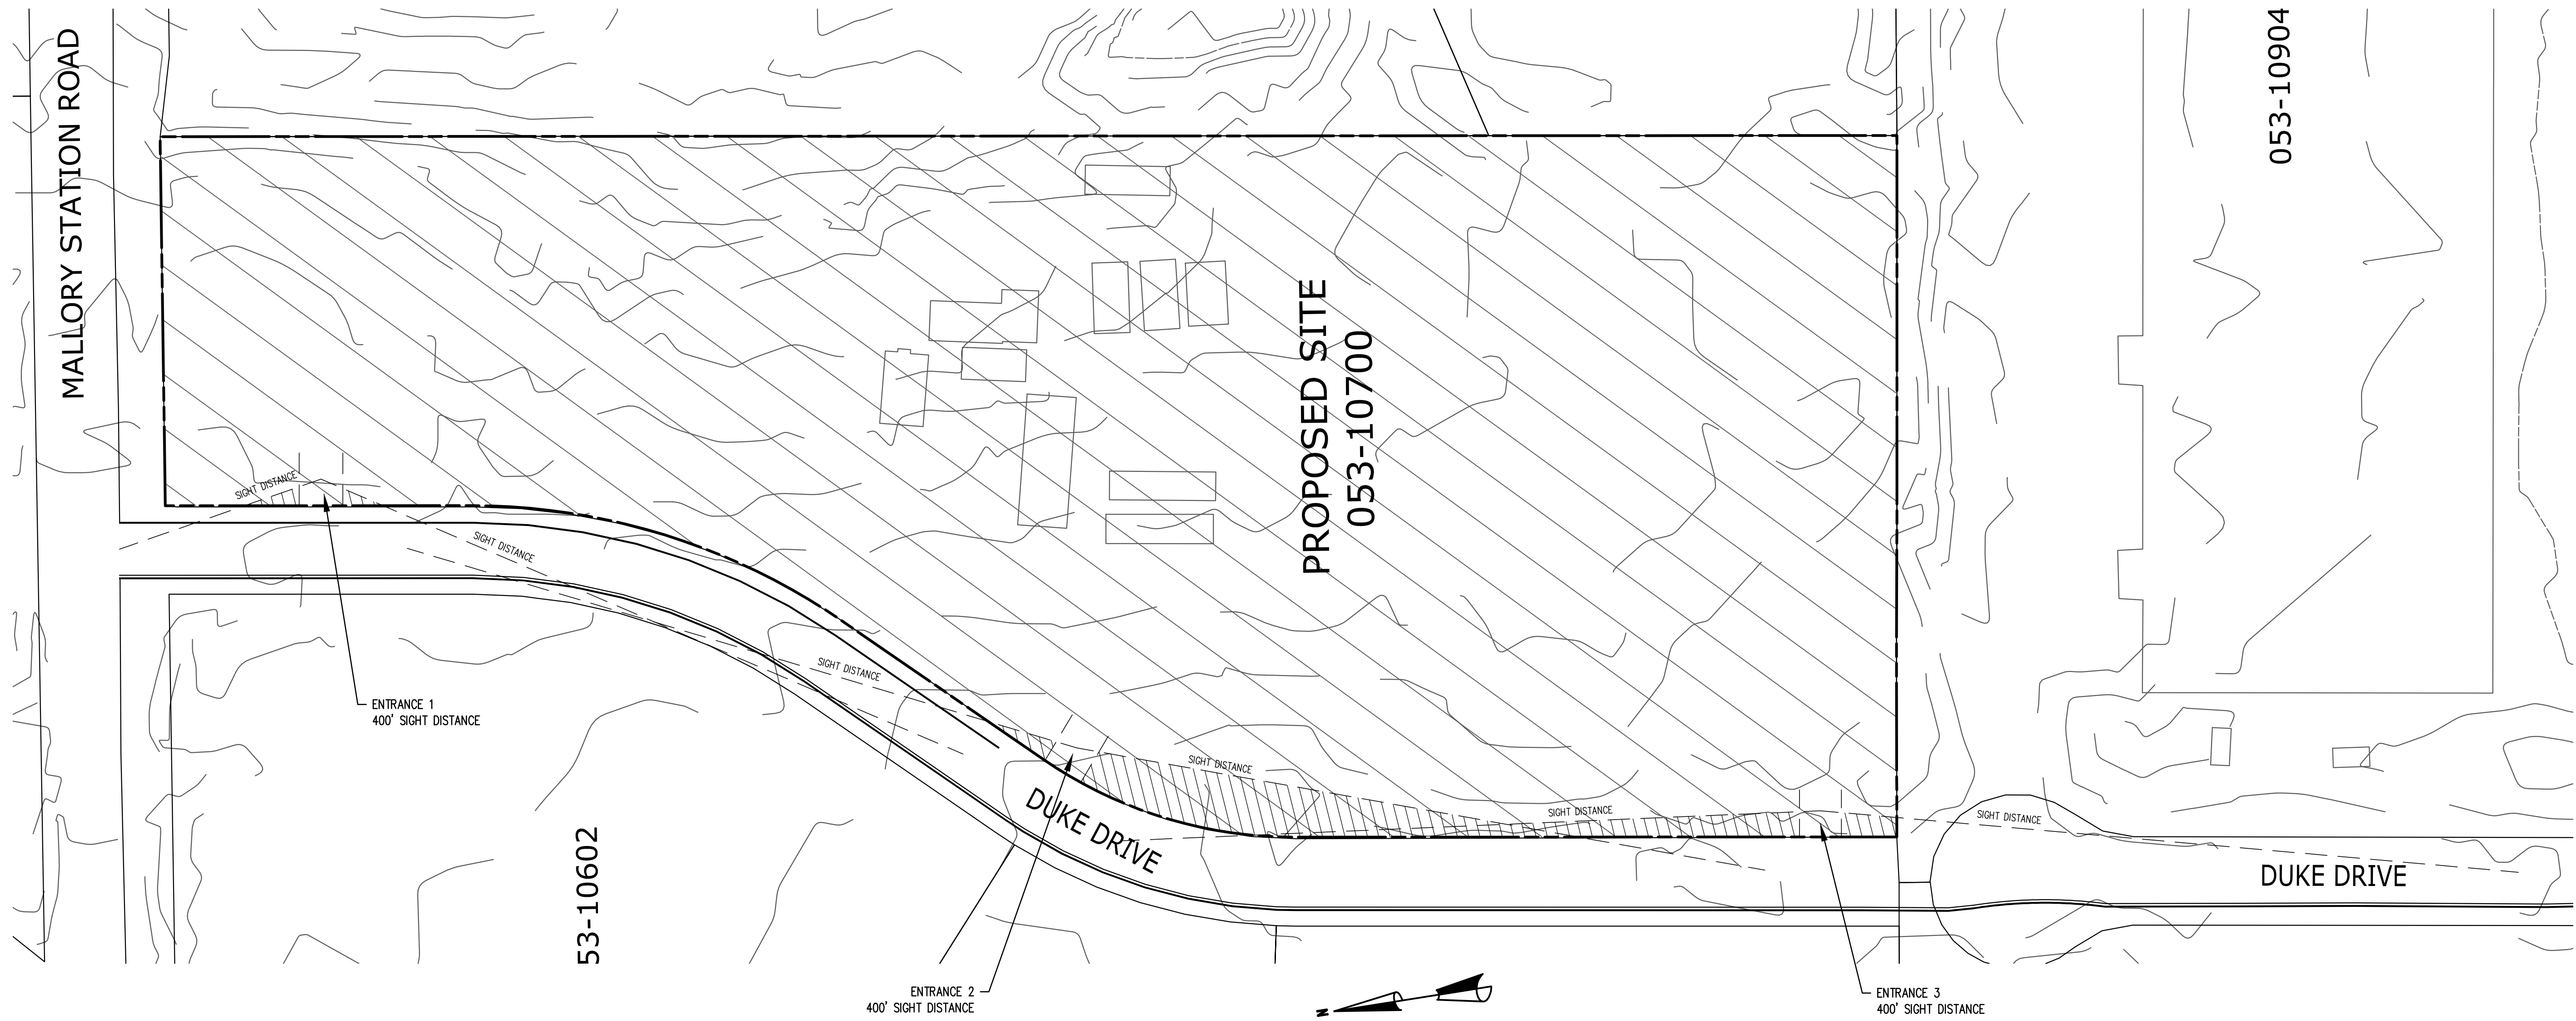 MALLORY STATION ROAD
053-10904
PROPOSED SITE
053-10700
SIGHT DISTANCE
SIGHT DISTANCE
SIGHT DISTANCE
ENTRANCE 1
400' SIGHT DISTANCE
SIGHT DISTANCE
SIGHT DISTANCE
SIGHT DISTANCE
DUKE DRIVE
DUKE DRIVE
53-10602
ENTRANCE 2
400' SIGHT DISTANCE
N
ENTRANCE 3
400' SIGHT DISTANCE